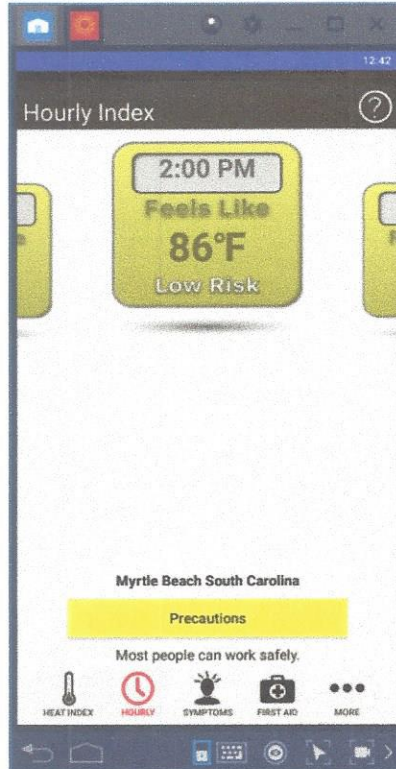 12:42
Hourly Index
?
2:00 PM
Feels Like
86°F
Low Risk
Myrtle Beach South Carolina
Precautions
Most people can work safely.
HEAT INDEX
HOURLY
SYMPTOMS
FIRST AID
MORE